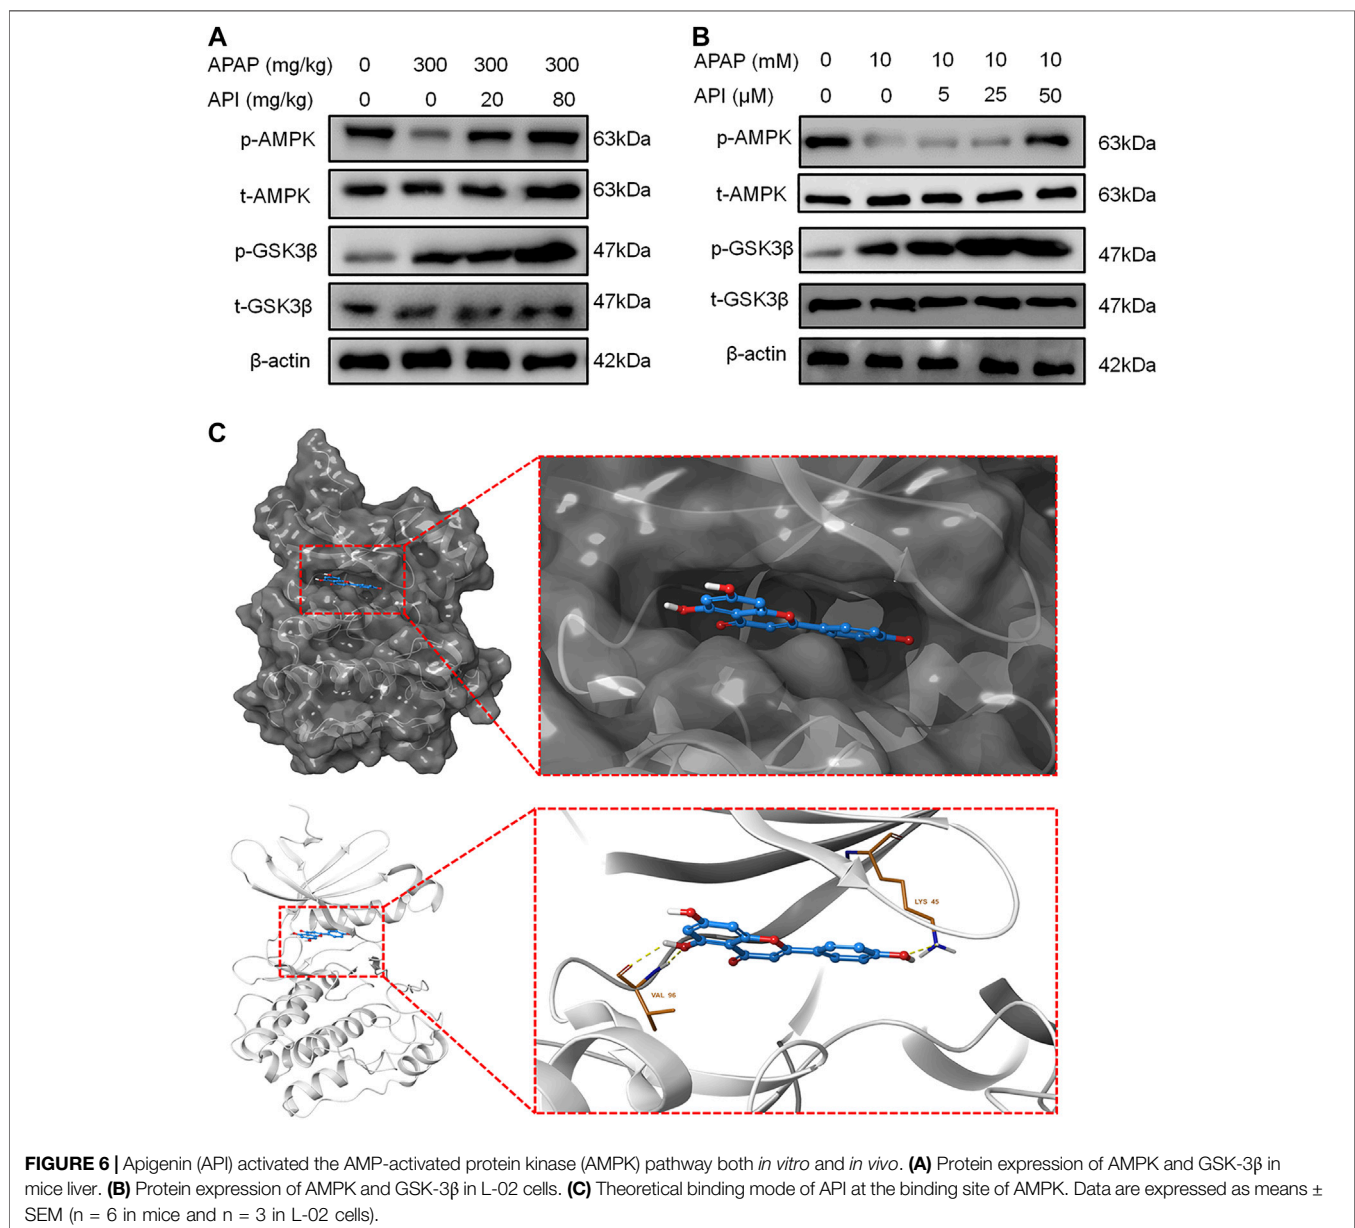 A
APAP (mg/kg) 0 300 300 300
API (mg/kg) 0 0 20 80
p-AMPK 63kDa
t-AMPK 63kDa
p-GSK3β 47kDa
t-GSK3β 47kDa
β-actin 42kDa
B
APAP (mM) 0 10 10 10 10
API (μM) 0 0 5 25 50
p-AMPK 63kDa
t-AMPK 63kDa
p-GSK3β 47kDa
t-GSK3β 47kDa
β-actin 42kDa
C
LYS 45
VAL 96
FIGURE 6 | Apigenin (API) activated the AMP-activated protein kinase (AMPK) pathway both in vitro and in vivo. (A) Protein expression of AMPK and GSK-3β in
mice liver. (B) Protein expression of AMPK and GSK-3β in L-02 cells. (C) Theoretical binding mode of API at the binding site of AMPK. Data are expressed as means ±
SEM (n = 6 in mice and n = 3 in L-02 cells).